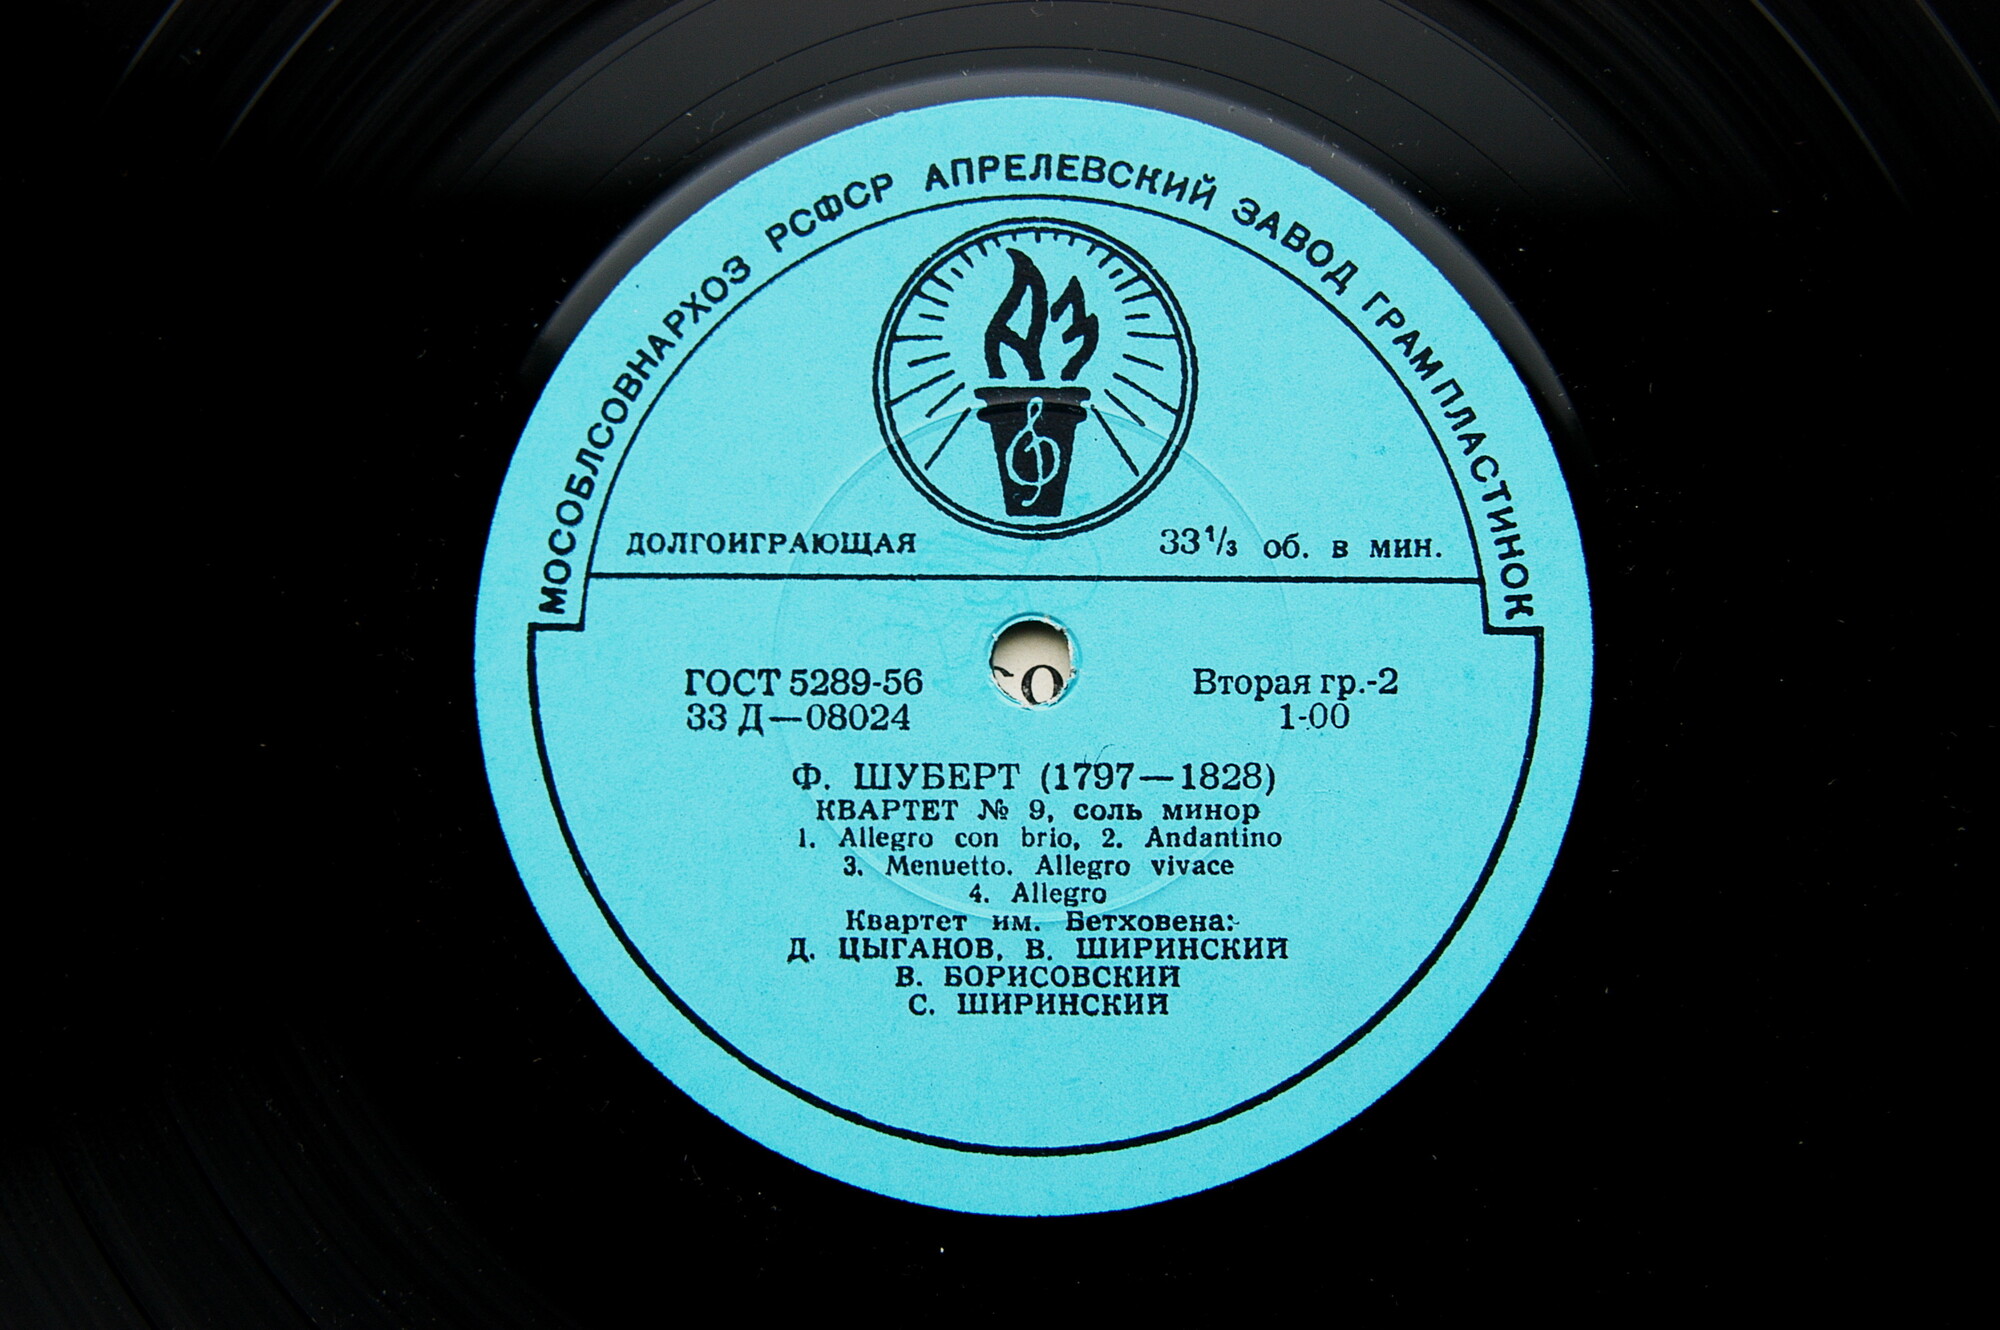 МОСОБЛСОВНАРХОЗ РСФСР АПРЕЛЕВСКИЙ ЗАВОД ГРАМПЛАСТИНОК
АЗ
ДОЛГОИГРАЮЩАЯ
33 1/3 об. в мин.
ГОСТ 5289-56
33 Д—08024
Вторая гр.-2
1-00
Ф. ШУБЕРТ (1797—1828)
КВАРТЕТ № 9, соль минор
1. Allegro con brio, 2. Andantino
3. Menuetto. Allegro vivace
4. Allegro
Квартет им. Бетховена:
Д. ЦЫГАНОВ, В. ШИРИНСКИЙ
В. БОРИСОВСКИЙ
С. ШИРИНСКИЙ